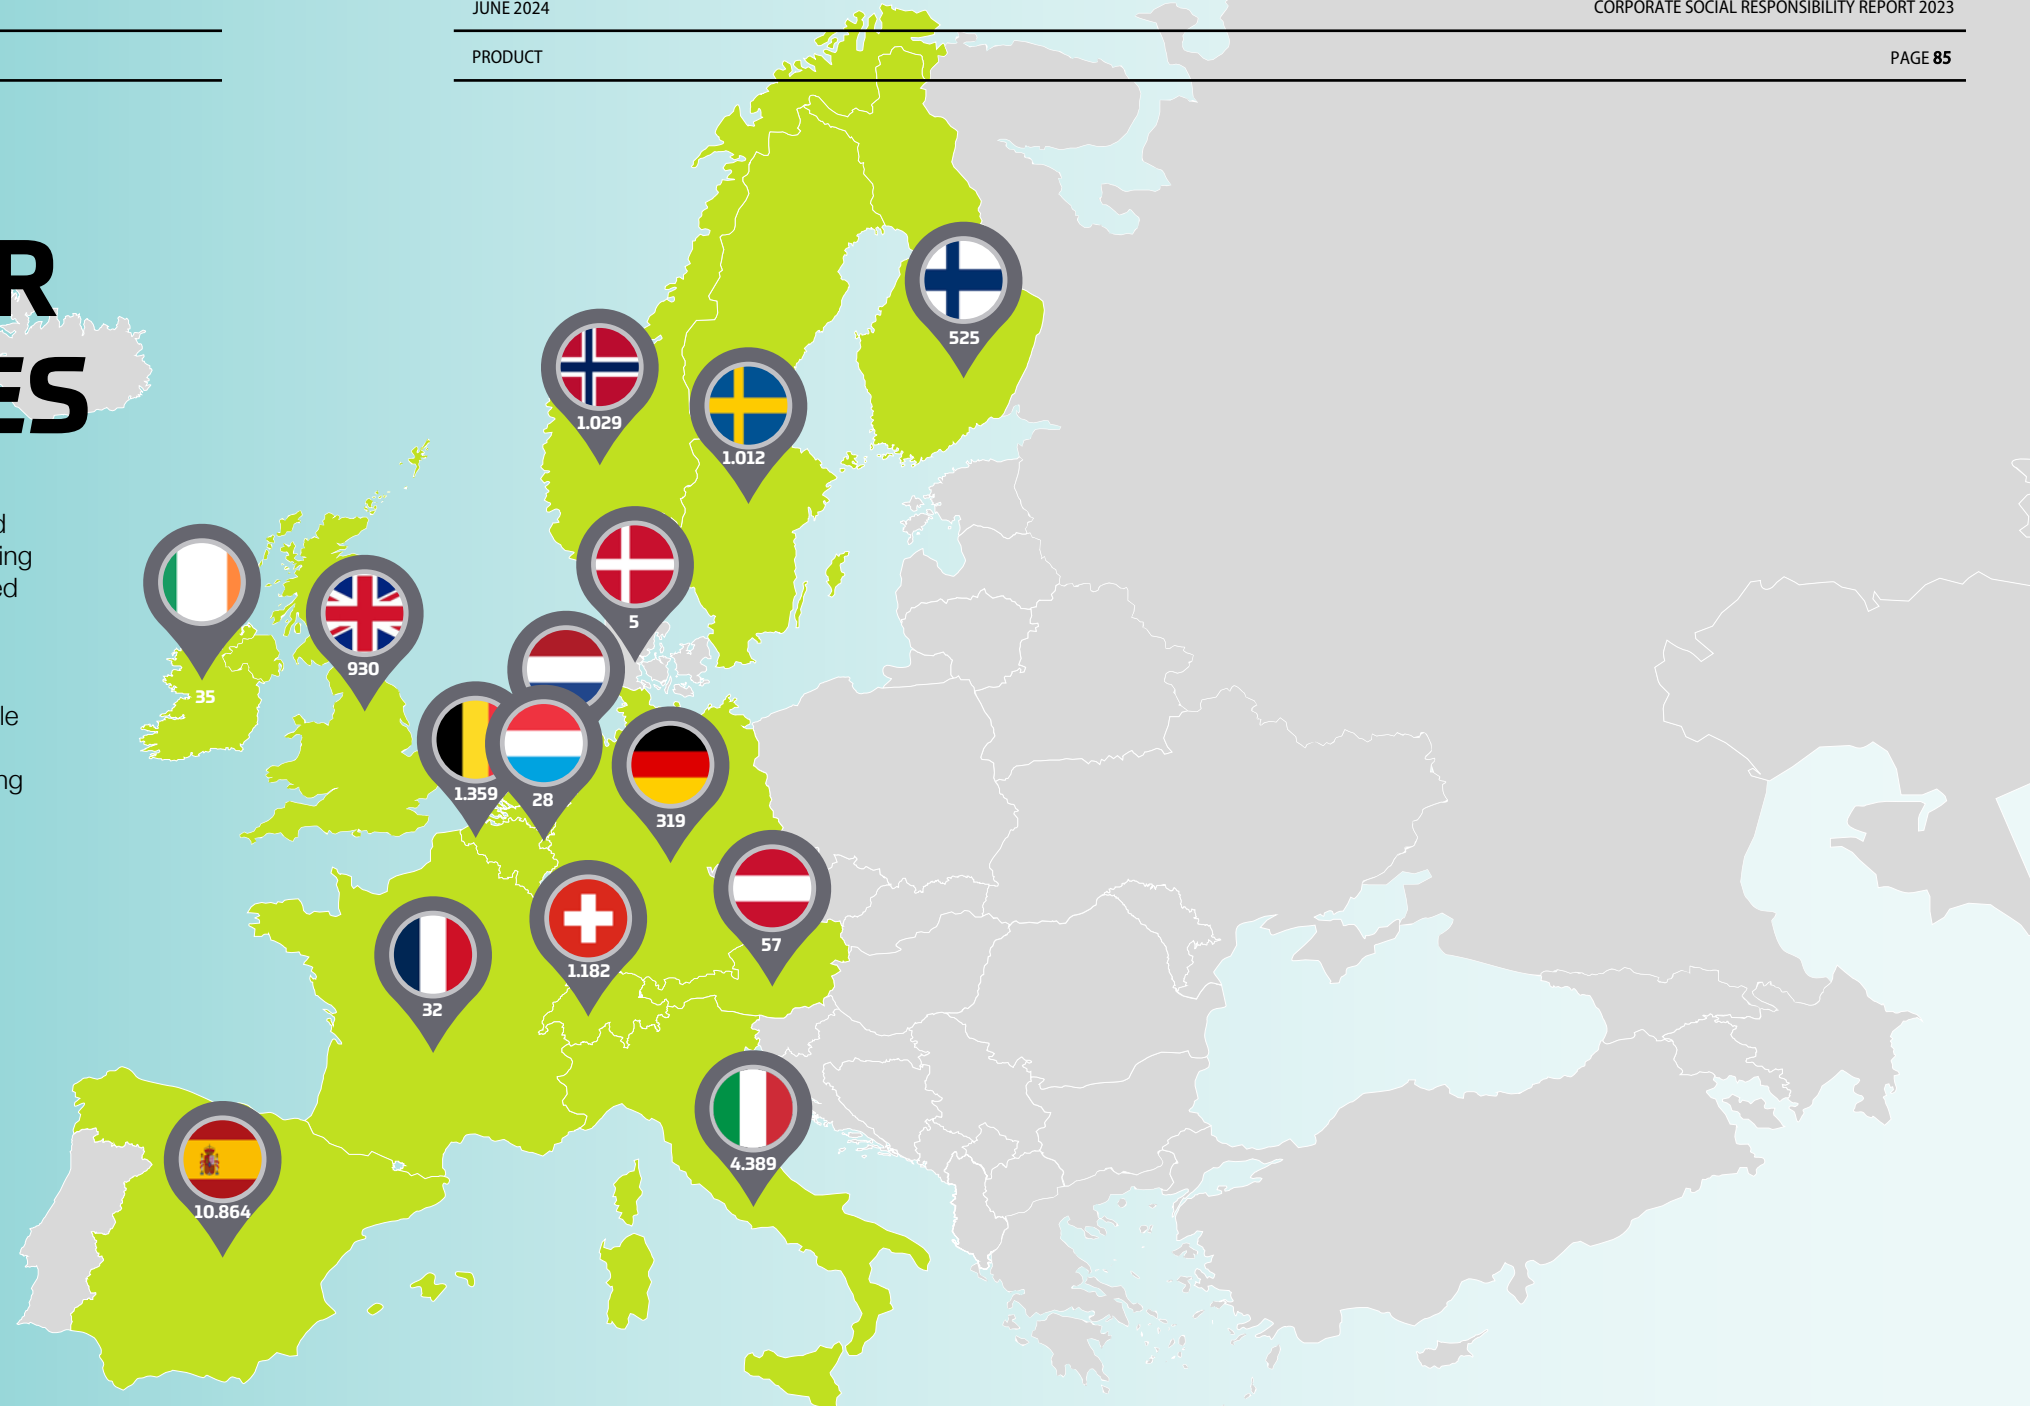 JUNE 2024
CORPORATE SOCIAL RESPONSIBILITY REPORT 2023
PRODUCT
PAGE 85
R
ES
d
ing
ed
le
ng
525
1.029
1.012
5
35
930
1.359
28
319
57
1.182
32
4.389
10.864